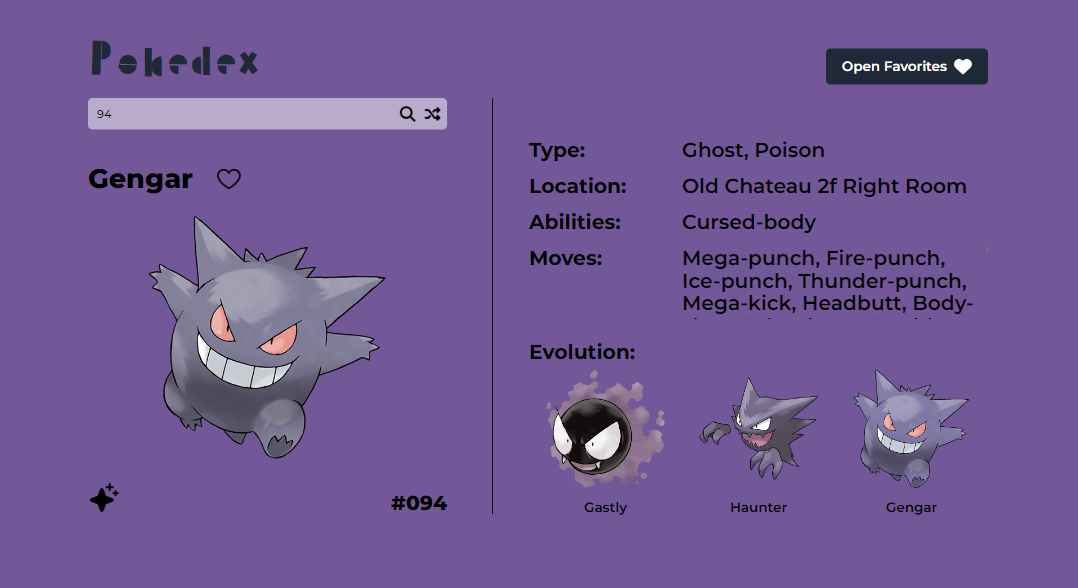 Pokedex
Open Favorites
94
Gengar
#094
Type: Ghost, Poison
Location: Old Chateau 2f Right Room
Abilities: Cursed-body
Moves: Mega-punch, Fire-punch,
Ice-punch, Thunder-punch,
Mega-kick, Headbutt, Body-
Evolution:
Gastly
Haunter
Gengar